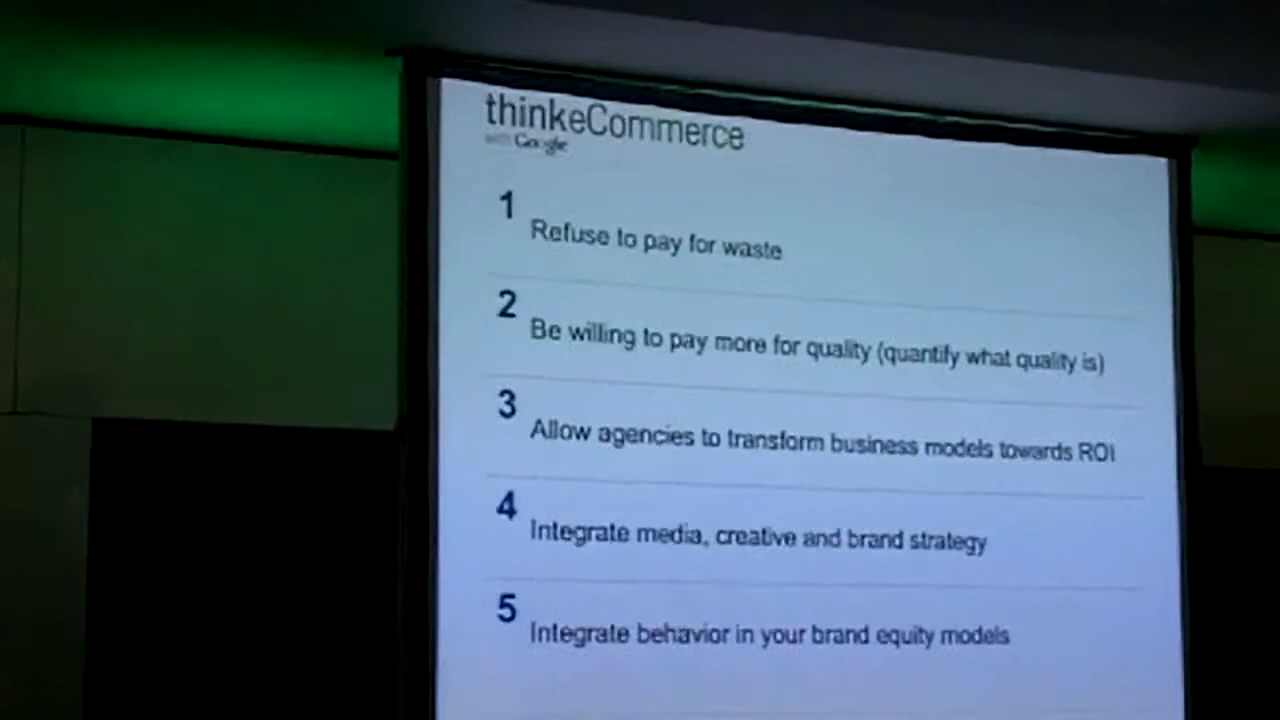 thinkeCommerce
with Google
1
Refuse to pay for waste
2
Be willing to pay more for quality (quantify what quality is)
3
Allow agencies to transform business models towards ROI
4
Integrate media, creative and brand strategy
5
Integrate behavior in your brand equity models